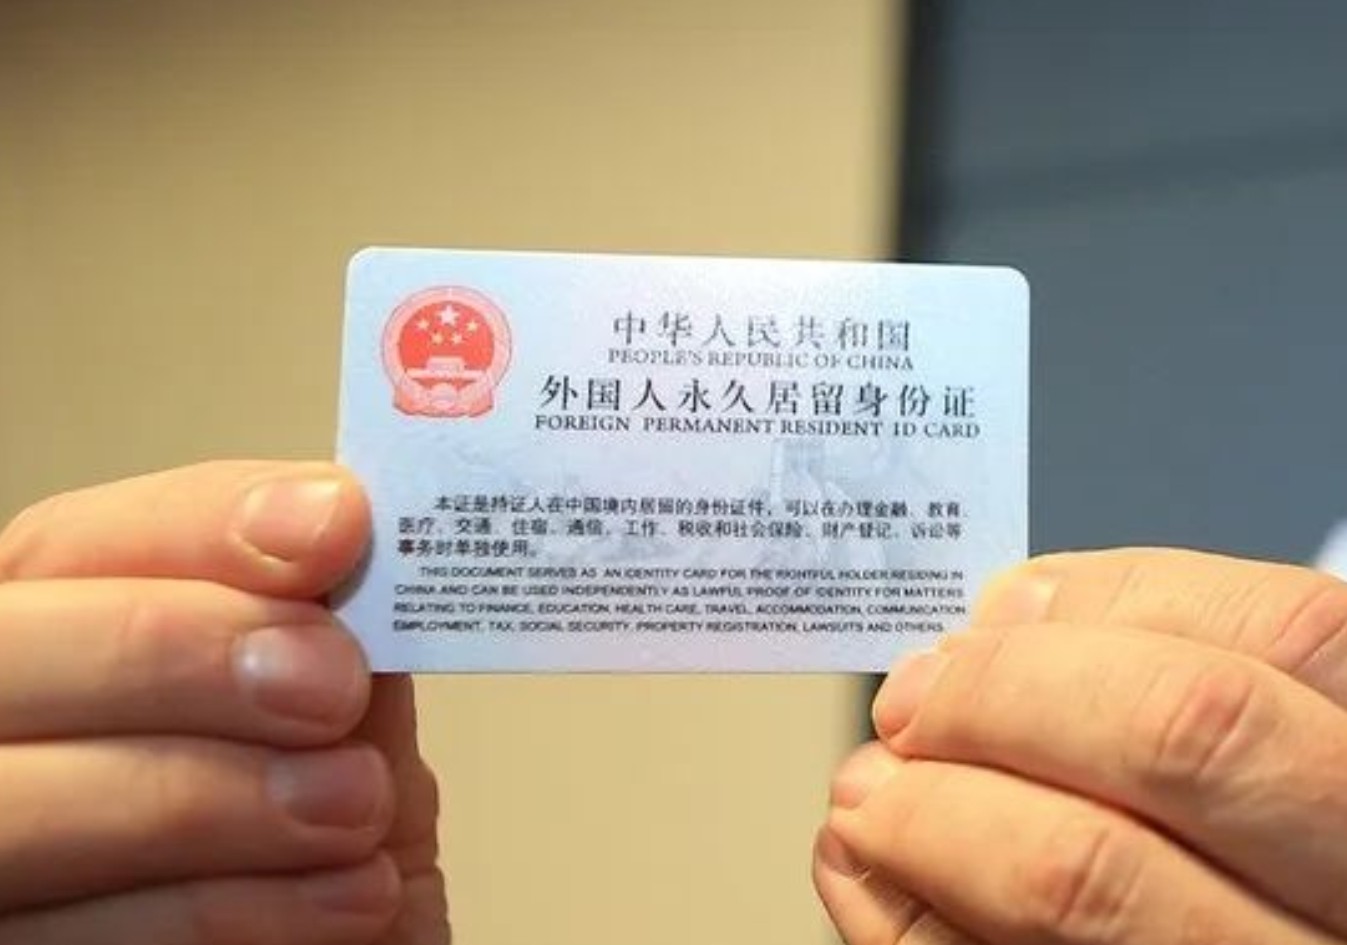 中华人民共和国
PEOPLE'S REPUBLIC OF CHINA
外国人永久居留身份证
FOREIGN PERMANENT RESIDENT ID CARD
本证是持证人在中国境内居留的身份证件，可以在办理金融、教育、
医疗、交通、住宿、通信、工作、税收和社会保险、财产登记、诉讼等
事务时单独使用。
THIS DOCUMENT SERVES AS AN IDENTITY CARD FOR THE RIGHTFUL HOLDER RESIDING IN
CHINA AND CAN BE USED INDEPENDENTLY AS LAWFUL PROOF OF IDENTITY FOR MATTERS
RELATING TO FINANCE, EDUCATION, HEALTH CARE, TRAVEL, ACCOMMODATION, COMMUNICATION
EMPLOYMENT, TAX, SOCIAL SECURITY, PROPERTY REGISTRATION, LAWSUITS AND OTHERS.